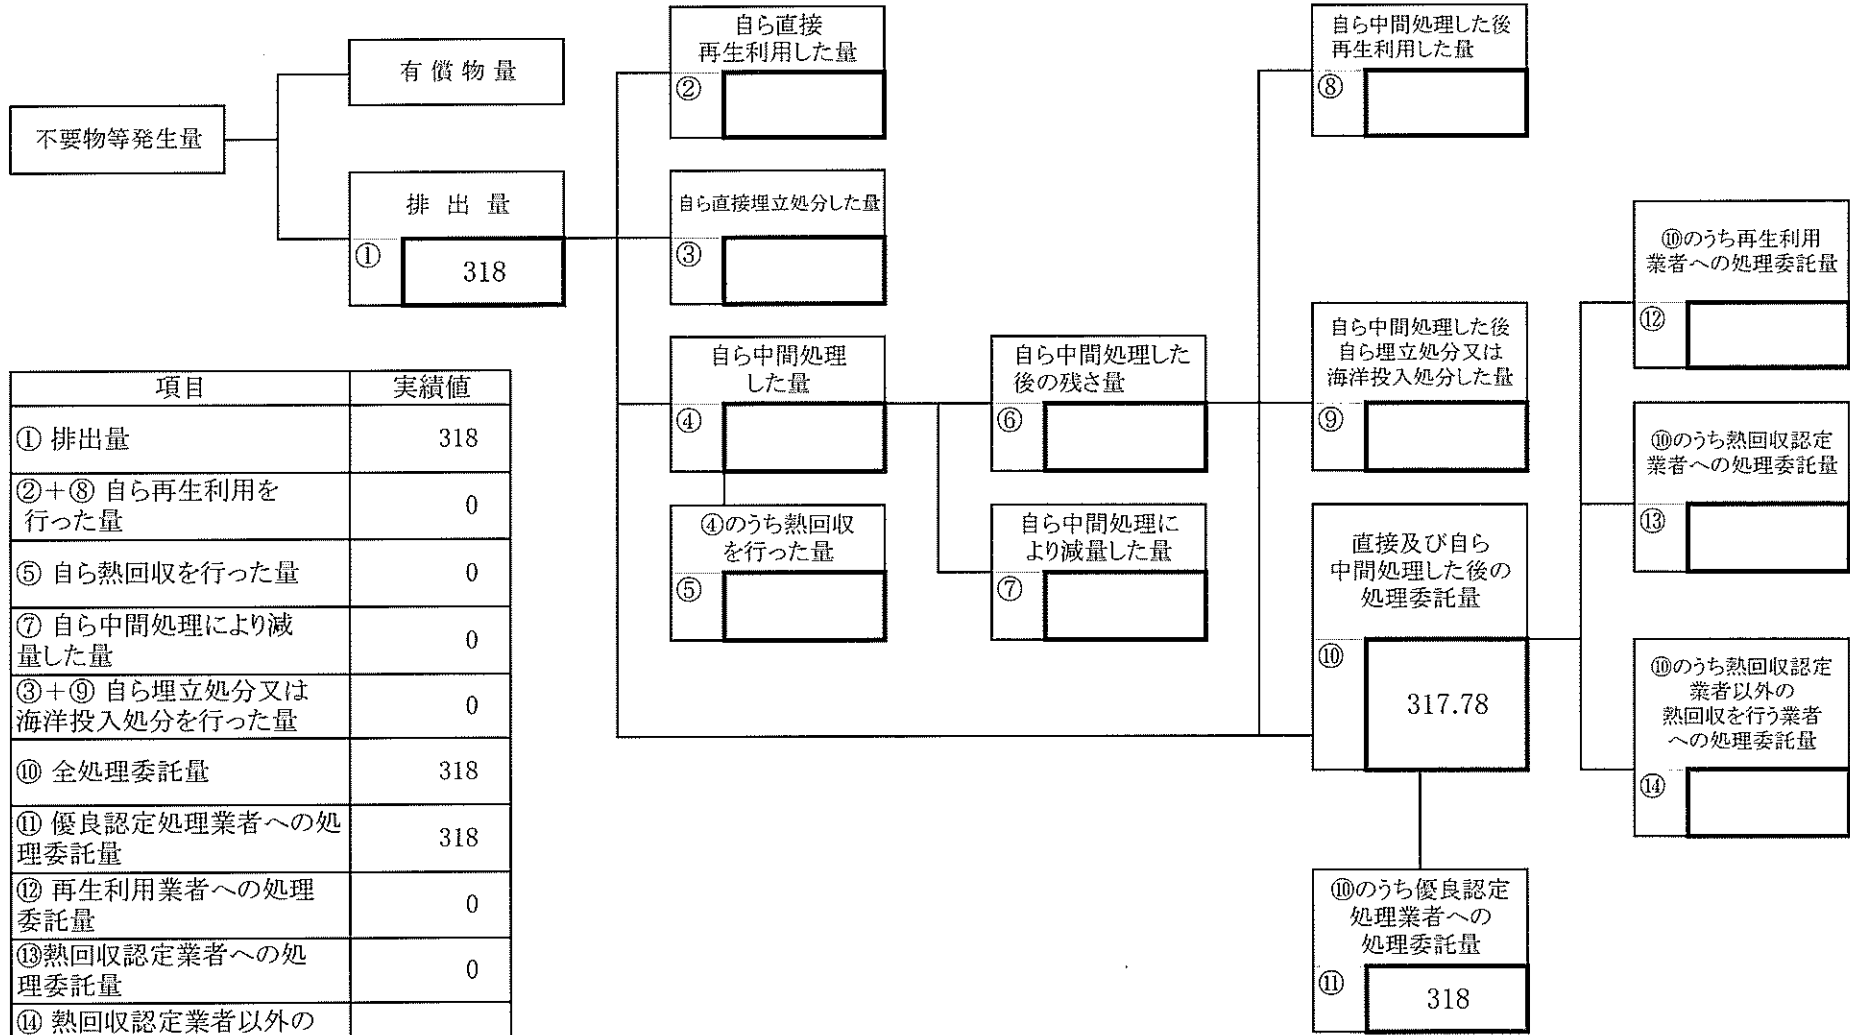 不要物等発生量
有償物量
排出量
①
318
自ら直接
再生利用した量
②
自ら直接埋立処分した量
③
自ら中間処理
した量
④
④のうち熱回収
を行った量
⑤
自ら中間処理した
後の残さ量
⑥
自ら中間処理に
より減量した量
⑦
自ら中間処理した後
再生利用した量
⑧
自ら中間処理した後
自ら埋立処分又は
海洋投入処分した量
⑨
直接及び自ら
中間処理した後の
処理委託量
⑩
317.78
⑩のうち優良認定
処理業者への
処理委託量
⑪
318
⑩のうち再生利用
業者への処理委託量
⑫
⑩のうち熱回収認定
業者への処理委託量
⑬
⑩のうち熱回収認定
業者以外の
熱回収を行う業者
への処理委託量
⑭
項目 実績値
① 排出量 318
②+⑧ 自ら再生利用を
行った量 0
⑤ 自ら熱回収を行った量 0
⑦ 自ら中間処理により減
量した量 0
③+⑨ 自ら埋立処分又は
海洋投入処分を行った量 0
⑩ 全処理委託量 318
⑪ 優良認定処理業者への処
理委託量 318
⑫ 再生利用業者への処理
委託量 0
⑬熱回収認定業者への処
理委託量 0
⑭ 熱回収認定業者以外の